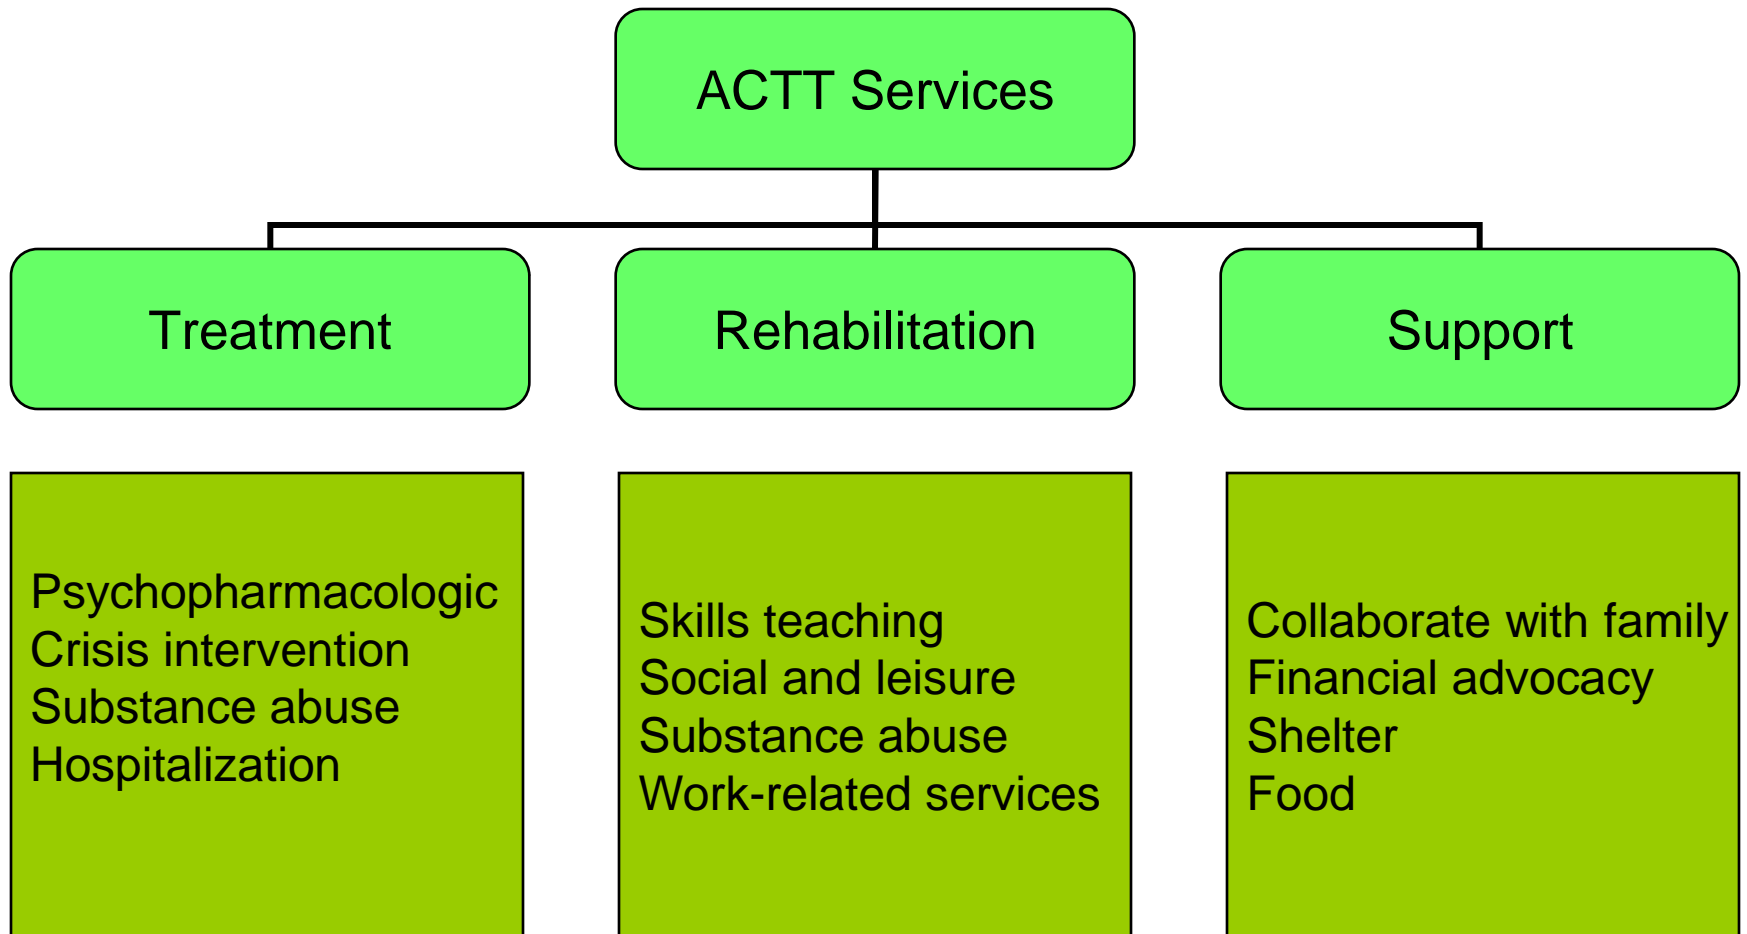 ACTT Services
Treatment
Rehabilitation
Support
Psychopharmacologic
Crisis intervention
Substance abuse
Hospitalization
Skills teaching
Social and leisure
Substance abuse
Work-related services
Collaborate with family
Financial advocacy
Shelter
Food